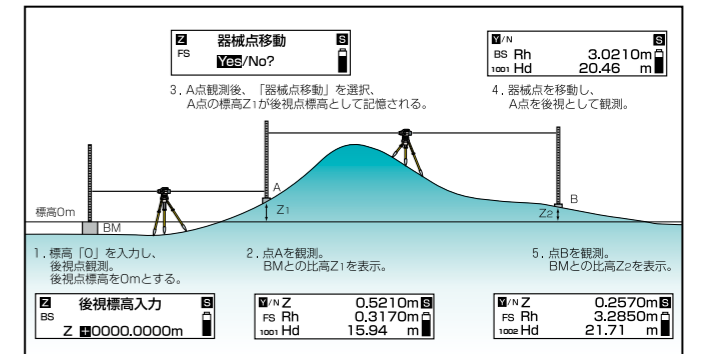 Z 器械点移動 S
FS Yes/No?
3．A点観測後、「器械点移動」を選択、
A点の標高Z1が後視点標高として記憶される。
Y/N S
BS Rh 3.0210m
1001 Hd 20.46 m
4．器械点を移動し、
A点を後視として観測。
A
Z1
B
Z2
標高0m
BM
1．標高「0」を入力し、
後視点観測。
後視点標高を0mとする。
2．点Aを観測。
BMとの比高Z1を表示。
5．点Bを観測。
BMとの比高Z2を表示。
Z 後視標高入力 S
BS
Z +0000.0000m
Y/N Z 0.5210m S
FS Rh 0.3170m
1001 Hd 15.94 m
Y/N Z 0.2570m S
FS Rh 3.2850m
1002 Hd 21.71 m